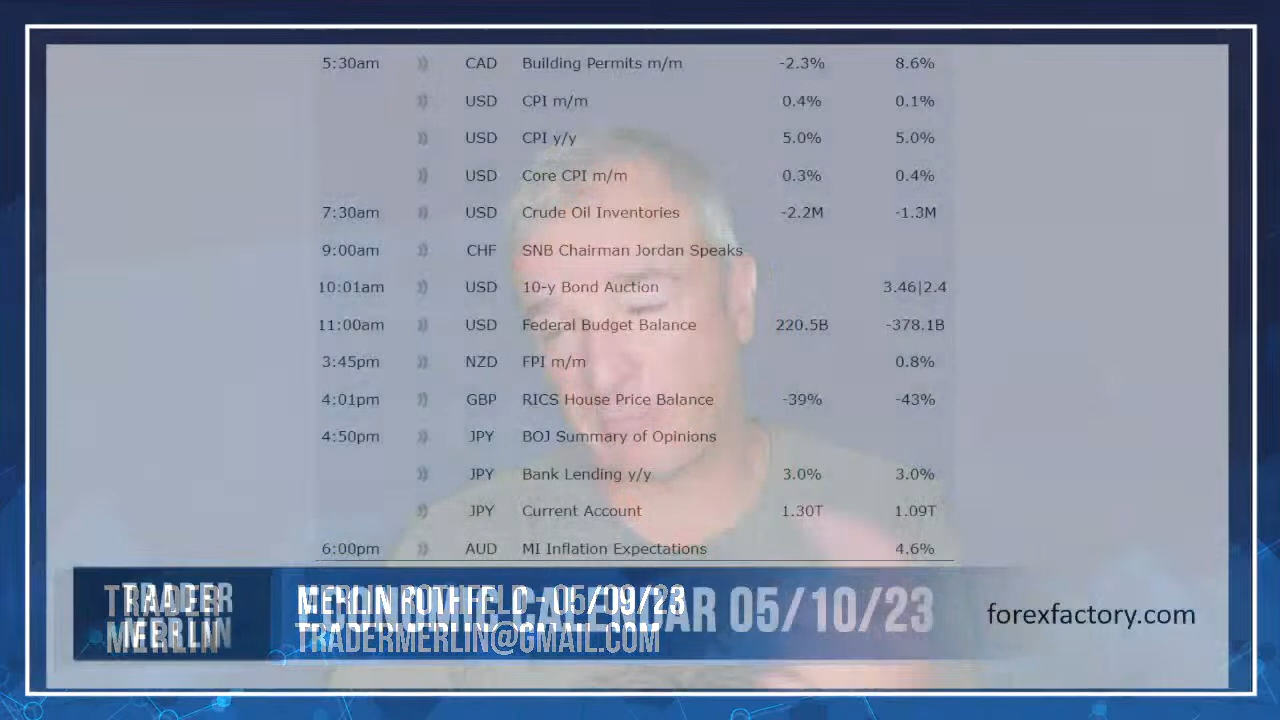 5:30am CAD Building Permits m/m -2.3% 8.6%
USD CPI m/m 0.4% 0.1%
USD CPI y/y 5.0% 5.0%
USD Core CPI m/m 0.3% 0.4%
7:30am USD Crude Oil Inventories -2.2M -1.3M
9:00am CHF SNB Chairman Jordan Speaks
10:01am USD 10-y Bond Auction 3.46|2.4
11:00am USD Federal Budget Balance 220.5B -378.1B
3:45pm NZD FPI m/m 0.8%
4:01pm GBP RICS House Price Balance -39% -43%
4:50pm JPY BOJ Summary of Opinions
JPY Bank Lending y/y 3.0% 3.0%
JPY Current Account 1.30T 1.09T
6:00pm AUD MI Inflation Expectations 4.6%
TRADER
MERLIN
MERLIN ROTHFELD - 05/09/23
TRADERMERLIN@GMAIL.COM
05/10/23
forexfactory.com